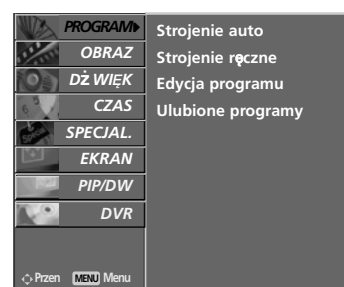 PROGRAM
OBRAZ
DŻWIĘK
CZAS
SPECJAL.
EKRAN
PIP/DW
DVR
Przen MENU Menu
Strojenie auto
Strojenie ręczne
Edycja programu
Ulubione programy